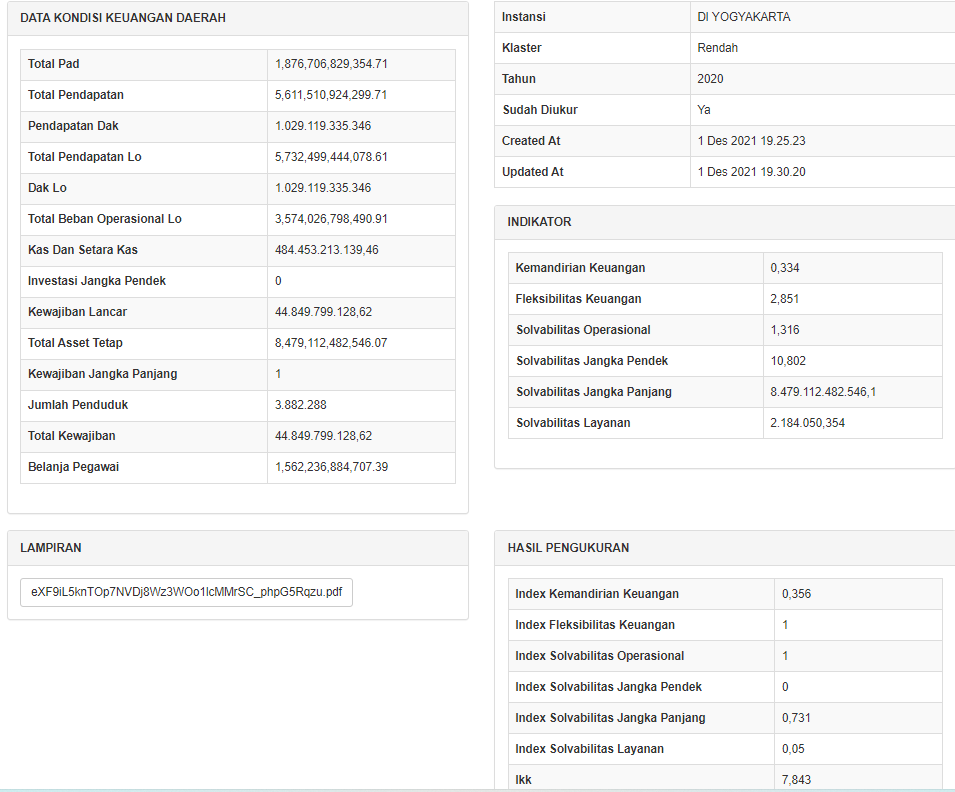 DATA KONDISI KEUANGAN DAERAH
Total Pad 1,876,706,829,354.71
Total Pendapatan 5,611,510,924,299.71
Pendapatan Dak 1.029.119.335.346
Total Pendapatan Lo 5,732,499,444,078.61
Dak Lo 1.029.119.335.346
Total Beban Operasional Lo 3,574,026,798,490.91
Kas Dan Setara Kas 484.453.213.139,46
Investasi Jangka Pendek 0
Kewajiban Lancar 44.849.799.128,62
Total Asset Tetap 8,479,112,482,546.07
Kewajiban Jangka Panjang 1
Jumlah Penduduk 3.882.288
Total Kewajiban 44.849.799.128,62
Belanja Pegawai 1,562,236,884,707.39
LAMPIRAN
eXF9iL5knTOp7NVDj8Wz3WOo1lcMMrSC_phpG5Rqzu.pdf
Instansi DI YOGYAKARTA
Klaster Rendah
Tahun 2020
Sudah Diukur Ya
Created At 1 Des 2021 19.25.23
Updated At 1 Des 2021 19.30.20
INDIKATOR
Kemandirian Keuangan 0,334
Fleksibilitas Keuangan 2,851
Solvabilitas Operasional 1,316
Solvabilitas Jangka Pendek 10,802
Solvabilitas Jangka Panjang 8.479.112.482.546,1
Solvabilitas Layanan 2.184.050,354
HASIL PENGUKURAN
Index Kemandirian Keuangan 0,356
Index Fleksibilitas Keuangan 1
Index Solvabilitas Operasional 1
Index Solvabilitas Jangka Pendek 0
Index Solvabilitas Jangka Panjang 0,731
Index Solvabilitas Layanan 0,05
Ikk 7,843